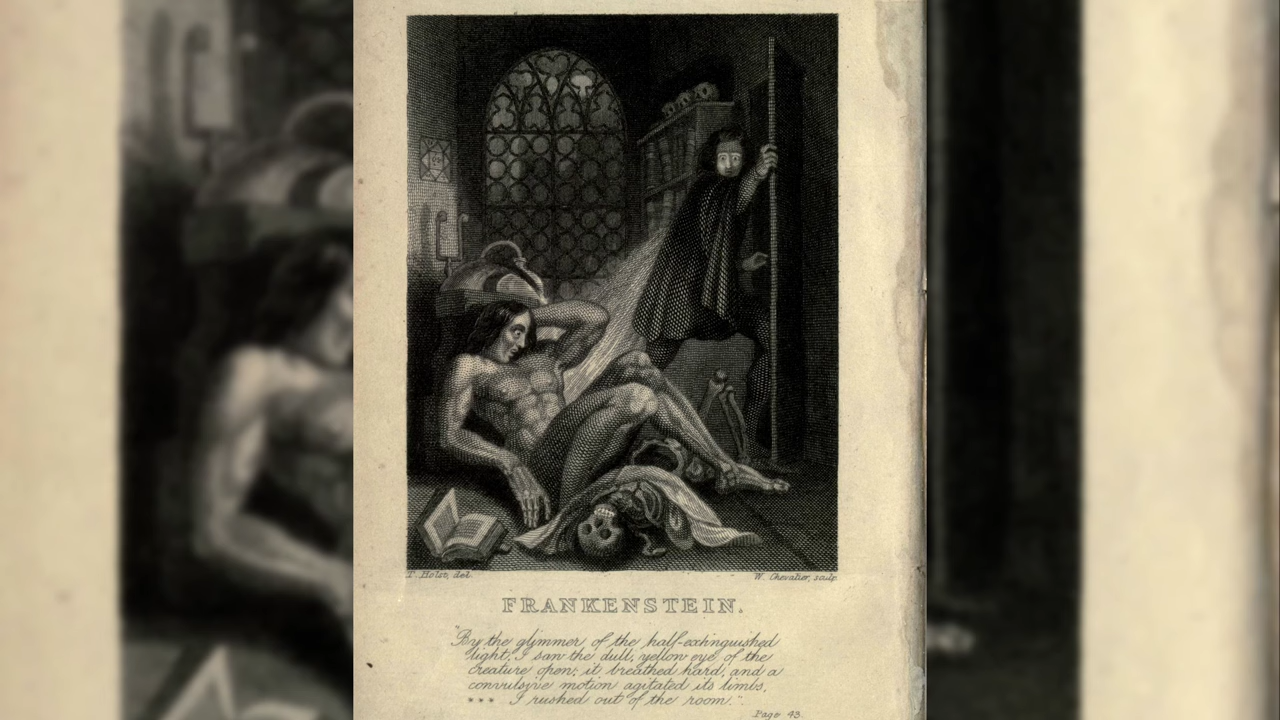 T. Holst, del.
W. Chevalier, sculp.
FRANKENSTEIN.
"By the glimmer of the half-extinguished
light, I saw the dull, yellow eye of the
creature open; it breathed hard, and a
convulsive motion agitated its limbs,
*** I rushed out of the room."
Page 43.